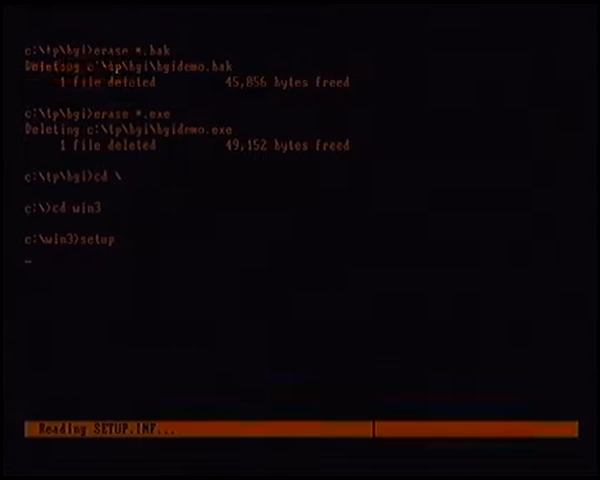 c:\tp\bgi>erase *.bak
Deleting c:\tp\bgi\bgidemo.bak
1 file deleted 45,056 bytes freed
c:\tp\bgi>erase *.exe
Deleting c:\tp\bgi\bgidemo.exe
1 file deleted 49,152 bytes freed
c:\tp\bgi>cd \
c:\>cd win3
c:\win3>setup
Reading SETUP.INF...